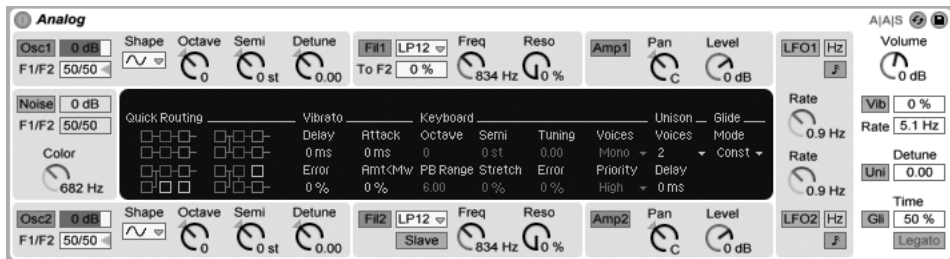 Analog A|A|S
Osc1 0 dB Shape Octave Semi Detune Fil1 LP12 Freq Reso Amp1 Pan Level LFO1 Hz Volume
F1/F2 50/50 0 0 st 0.00 To F2 0 % 834 Hz 0 % C 0 dB 0 dB
Noise 0 dB Rate Vib 0 %
F1/F2 50/50 Quick Routing Vibrato Keyboard Unison Glide 0.9 Hz Rate 5.1 Hz
Delay Attack Octave Semi Tuning Voices Voices Mode
Color 0 ms 0 ms 0 0 st 0.00 Mono 2 Const Rate Detune
Error Amt<Mw PB Range Stretch Error Priority Delay Uni 0.00
682 Hz 0 % 0 % 6.00 0 % 0 % High 0 ms 0.9 Hz
Time
Osc2 0 dB Shape Octave Semi Detune Fil2 LP12 Freq Reso Amp2 Pan Level LFO2 Hz Gli 50 %
F1/F2 50/50 0 0 st 0.00 Slave 834 Hz 0 % C 0 dB Legato